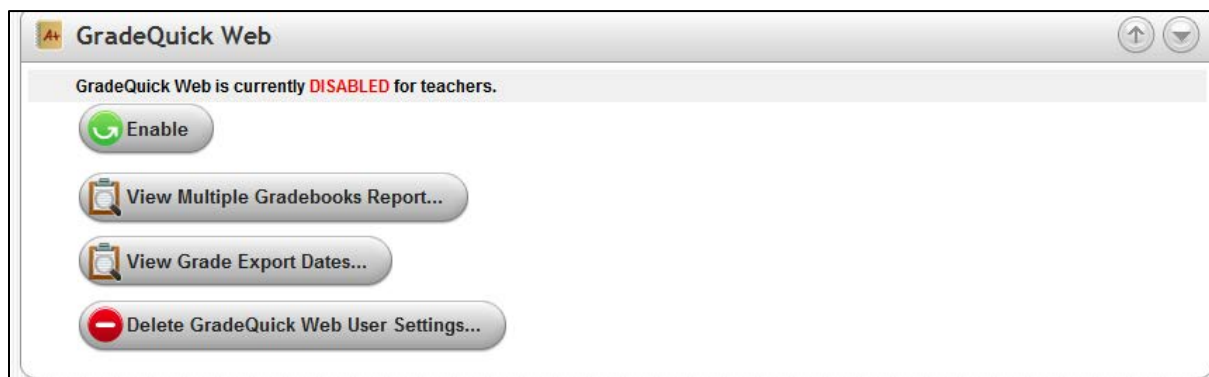 A+ GradeQuick Web
GradeQuick Web is currently DISABLED for teachers.
Enable
View Multiple Gradebooks Report...
View Grade Export Dates...
Delete GradeQuick Web User Settings...